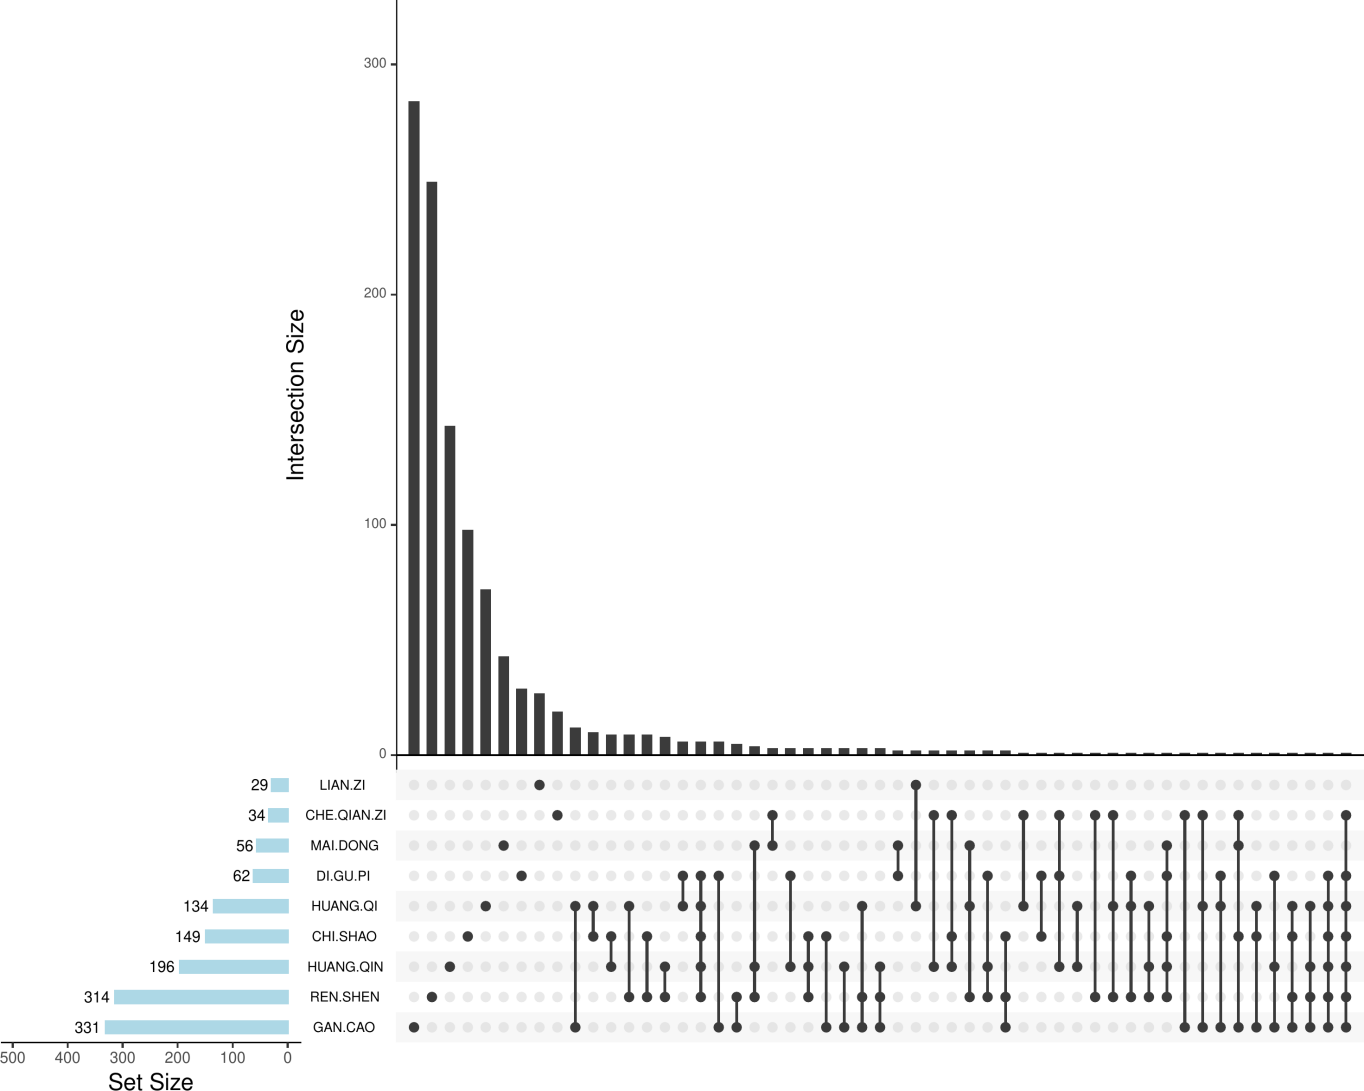 300
200
100
0
Intersection Size
29 LIAN.ZI
34 CHE.QIAN.ZI
56 MAI.DONG
62 DI.GU.PI
134 HUANG.QI
149 CHI.SHAO
196 HUANG.QIN
314 REN.SHEN
331 GAN.CAO
500 400 300 200 100 0
Set Size